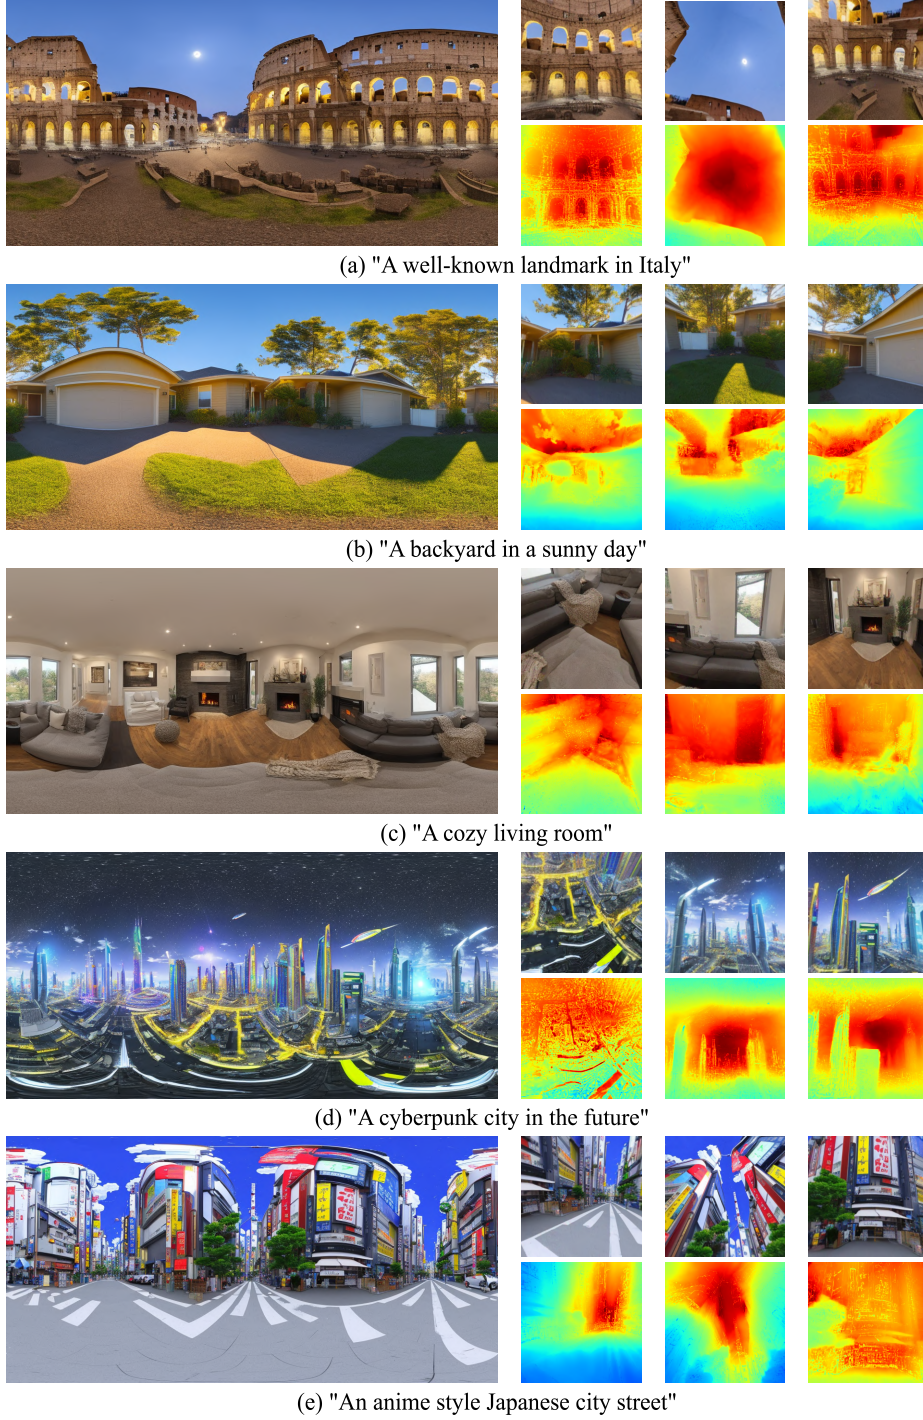 (a) "A well-known landmark in Italy"
(b) "A backyard in a sunny day"
(c) "A cozy living room"
(d) "A cyberpunk city in the future"
(e) "An anime style Japanese city street"